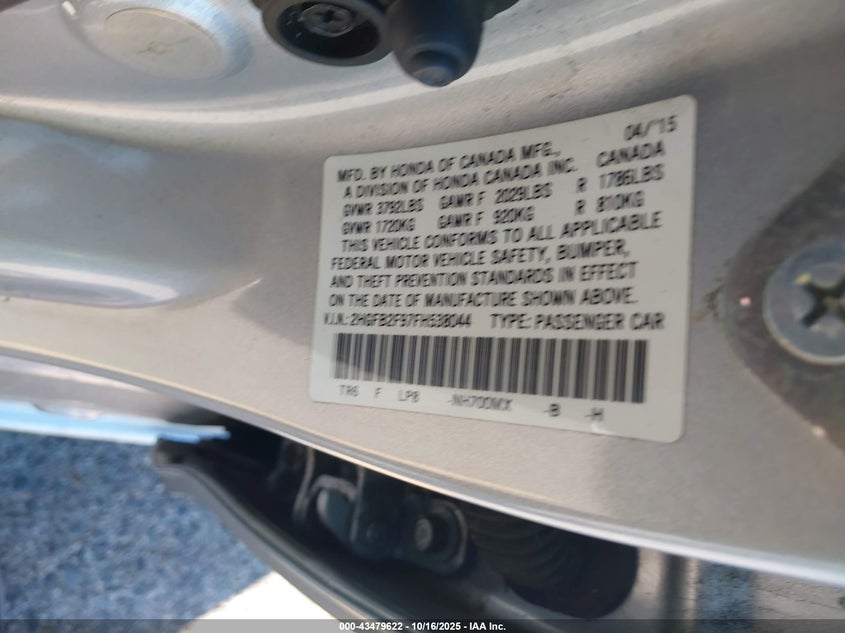 04/'15
MFD. BY HONDA OF CANADA MFG.,
A DIVISION OF HONDA CANADA INC. CANADA
GVWR 3792LBS GAWR F 2029LBS R 1786LBS
GVWR 1720KG GAWR F 920KG R 810KG
THIS VEHICLE CONFORMS TO ALL APPLICABLE
FEDERAL MOTOR VEHICLE SAFETY, BUMPER,
AND THEFT PREVENTION STANDARDS IN EFFECT
ON THE DATE OF MANUFACTURE SHOWN ABOVE.
V.I.N.: 2HGFB2F97FH538044 TYPE: PASSENGER CAR
TR6 F LP8 -NH700MX -B -H
000-43479622 - 10/16/2025 - IAA Inc.